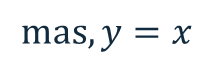 mas, y = x